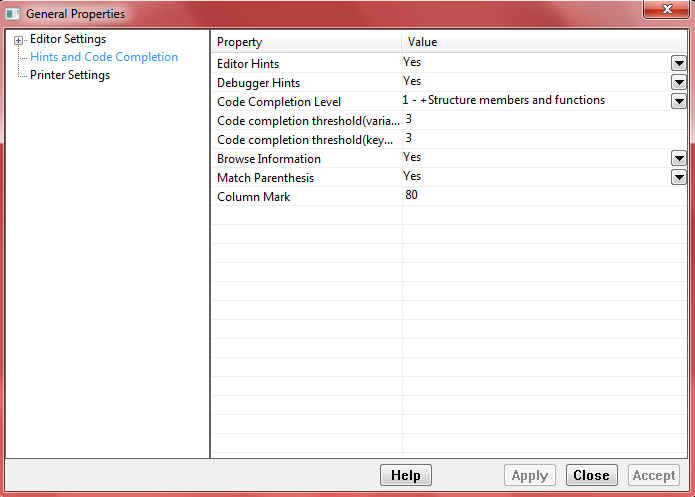 General Properties
Editor Settings
Hints and Code Completion
Printer Settings
Property Value
Editor Hints Yes
Debugger Hints Yes
Code Completion Level 1 - +Structure members and functions
Code completion threshold(varia... 3
Code completion threshold(key... 3
Browse Information Yes
Match Parenthesis Yes
Column Mark 80
Help Apply Close Accept